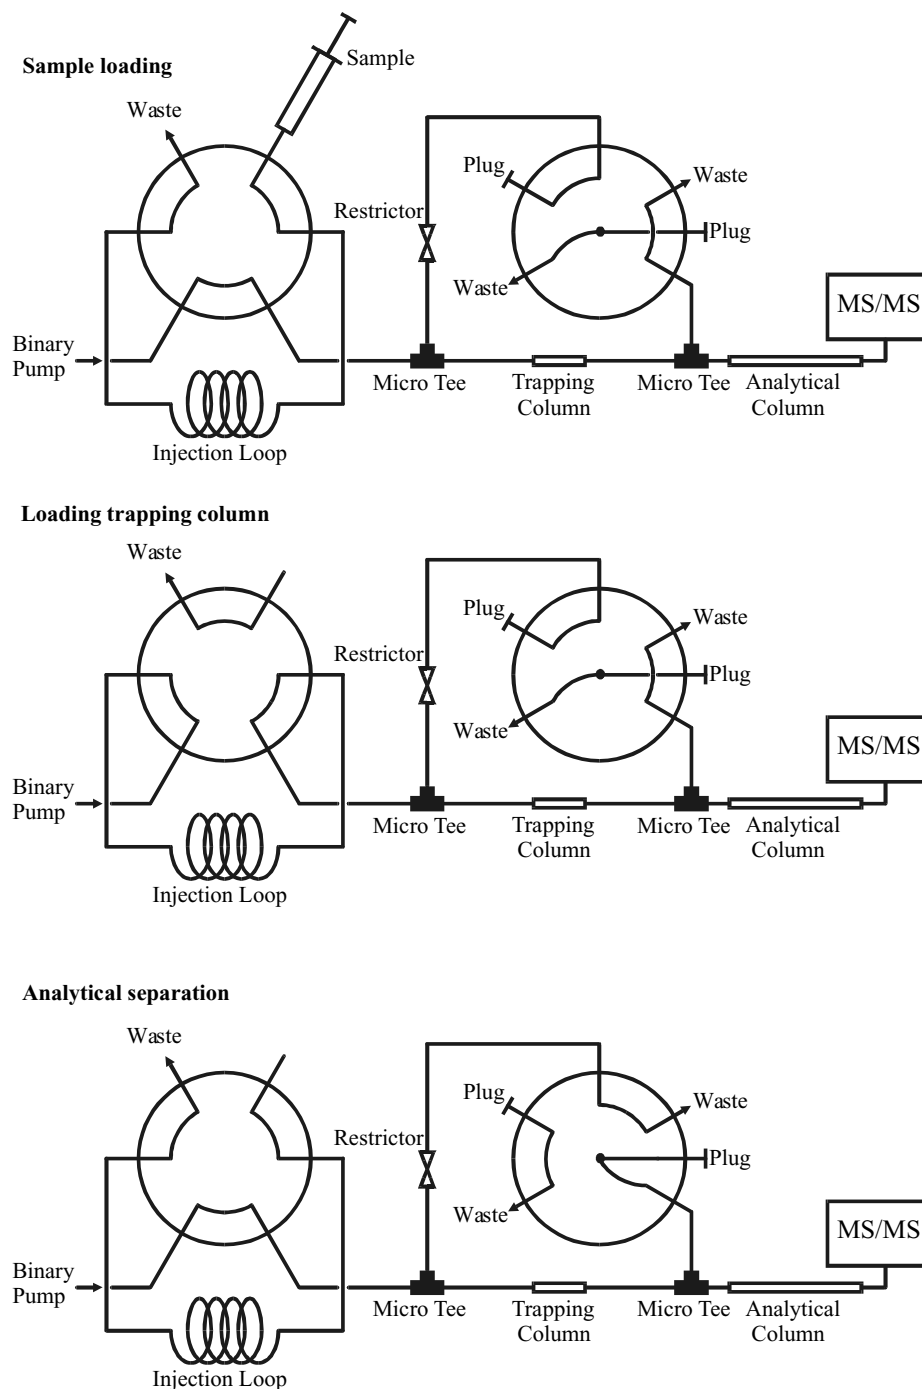 Sample loading
Sample
Waste
Plug
Waste
Restrictor
Plug
Waste
MS/MS
Binary
Pump
Micro Tee
Trapping
Column
Micro Tee
Analytical
Column
Injection Loop
Loading trapping column
Waste
Plug
Waste
Restrictor
Plug
Waste
MS/MS
Binary
Pump
Micro Tee
Trapping
Column
Micro Tee
Analytical
Column
Injection Loop
Analytical separation
Waste
Plug
Waste
Restrictor
Plug
Waste
MS/MS
Binary
Pump
Micro Tee
Trapping
Column
Micro Tee
Analytical
Column
Injection Loop